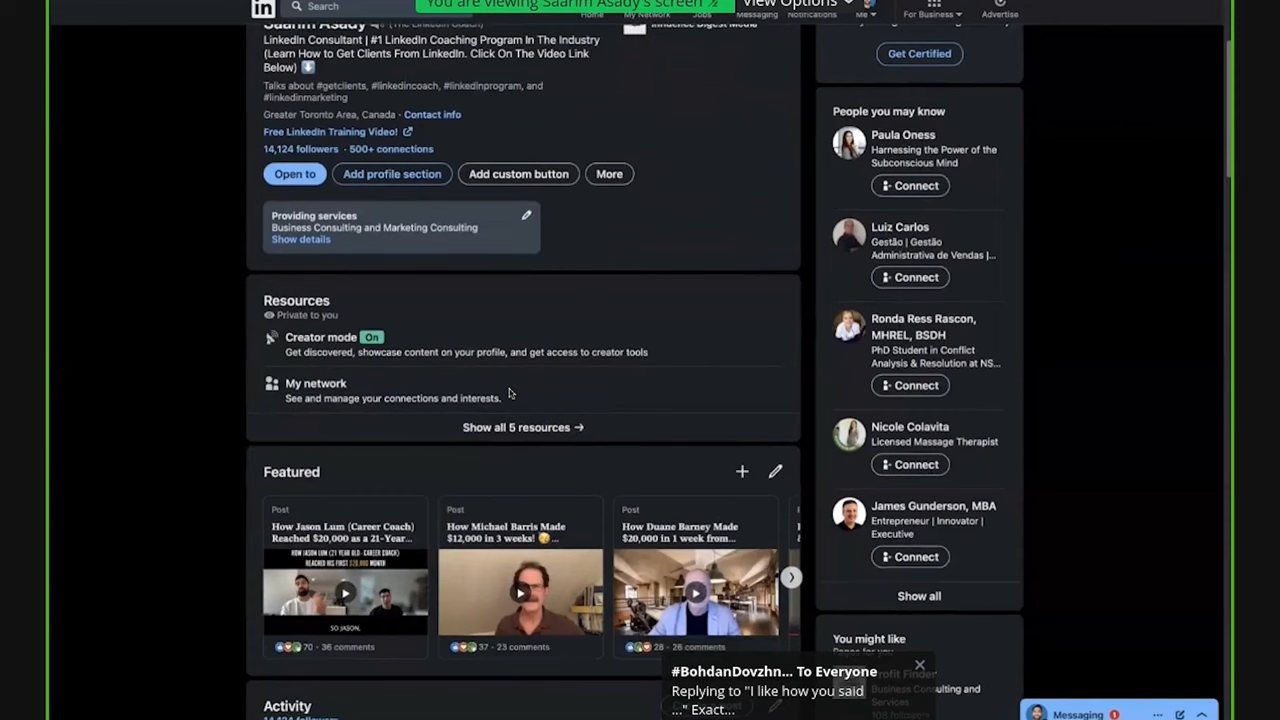 You are viewing Saarim Asady's screen
View Options
in
Search
Home
My Network
Jobs
Messaging
Notifications
Me
For Business
Advertise
Saarim Asady
(The LinkedIn Coach)
Influence Digest Media
LinkedIn Consultant | #1 LinkedIn Coaching Program In The Industry
(Learn How to Get Clients From LinkedIn. Click On The Video Link
Below)
Talks about #getclients, #linkedincoach, #linkedinprogram, and
#linkedinmarketing
Greater Toronto Area, Canada · Contact info
Free LinkedIn Training Video!
14,124 followers · 500+ connections
Open to
Add profile section
Add custom button
More
Providing services
Business Consulting and Marketing Consulting
Show details
Resources
Private to you
Creator mode On
Get discovered, showcase content on your profile, and get access to creator tools
My network
See and manage your connections and interests.
Show all 5 resources →
Featured
Post
How Jason Lum (Career Coach)
Reached $20,000 as a 21-Year...
HOW JASON LUM (21 YEAR OLD - CAREER COACH)
REACHED HIS FIRST $20,000 MONTH
SO JASON,
70 · 36 comments
Post
How Michael Barris Made
$12,000 in 3 weeks! ...
37 · 23 comments
Post
How Duane Barney Made
$20,000 in 1 week from...
28 · 26 comments
Activity
14,124 followers
Get Certified
People you may know
Paula Oness
Harnessing the Power of the
Subconscious Mind
Connect
Luiz Carlos
Gestão | Gestão
Administrativa de Vendas |...
Connect
Ronda Ress Rascon,
MHREL, BSDH
PhD Student in Conflict
Analysis & Resolution at NS...
Connect
Nicole Colavita
Licensed Massage Therapist
Connect
James Gunderson, MBA
Entrepreneur | Innovator |
Executive
Connect
Show all
You might like
Pages for you
Profit Finder
Business Consulting and
Services
#BohdanDovzhn... To Everyone
Replying to "I like how you said
..." Exact...
Messaging 1